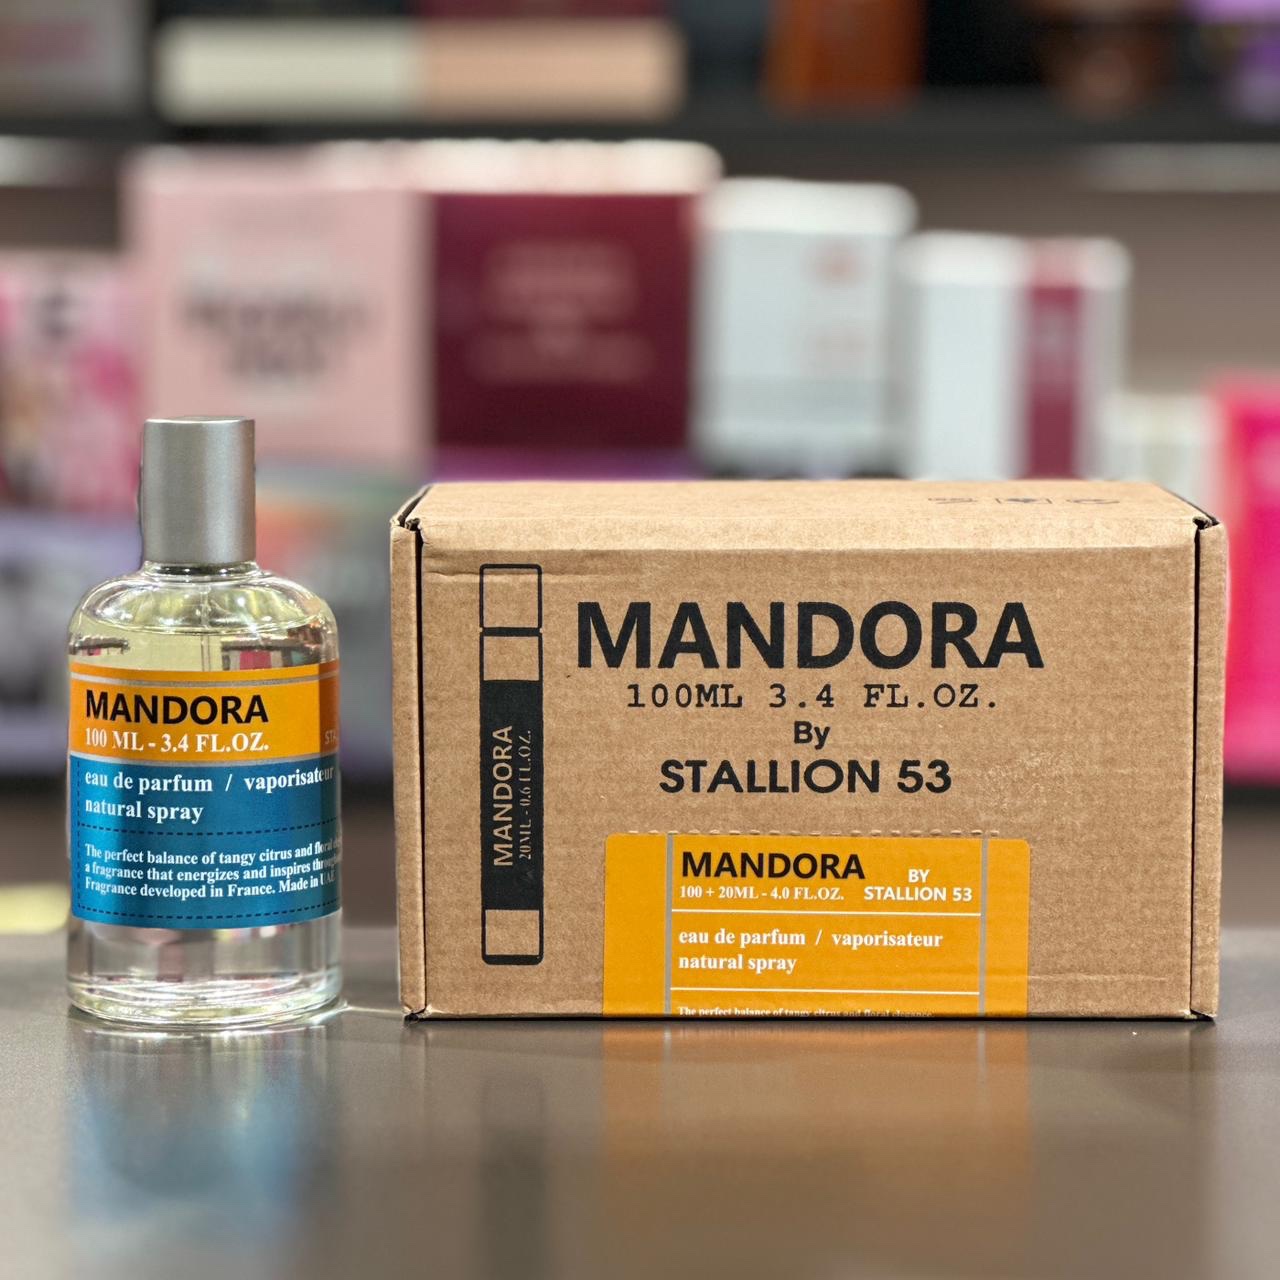 MANDORA
100 ML - 3.4 FL.OZ.
eau de parfum / vaporisateur
natural spray
The perfect balance of tangy citrus and floral
a fragrance that energizes and inspires
Fragrance developed in France. Made in UAE
MANDORA
20ML - 0.6 FL.OZ.
MANDORA
100ML 3.4 FL.OZ.
By
STALLION 53
MANDORA
BY
100 + 20ML - 4.0 FL.OZ.
STALLION 53
eau de parfum / vaporisateur
natural spray
The perfect balance of tangy citrus and floral elegance,